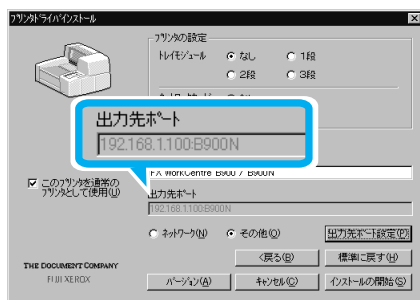 プリンタドライバインストール
プリンタの設定
トレイモジュール
なし
1段
2段
3段
出力先ポート
192.168.1.100:B900N
FX WorkCentre B900 / B900N
このプリンタを通常の
プリンタとして使用(U)
出力先ポート
192.168.1.100:B900N
ネットワーク(N)
その他(O)
出力先ポート設定(P)
<戻る(B)
標準に戻す(H)
THE DOCUMENT COMPANY
FUJI XEROX
バージョン(A)
キャンセル(C)
インストールの開始(S)